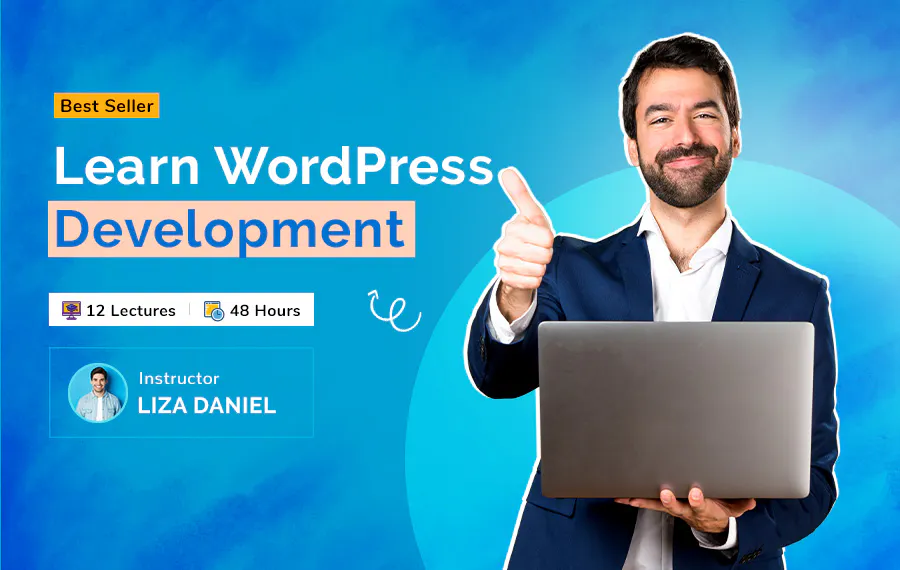 Best Seller
Learn WordPress
Development
12 Lectures
48 Hours
Instructor
LIZA DANIEL